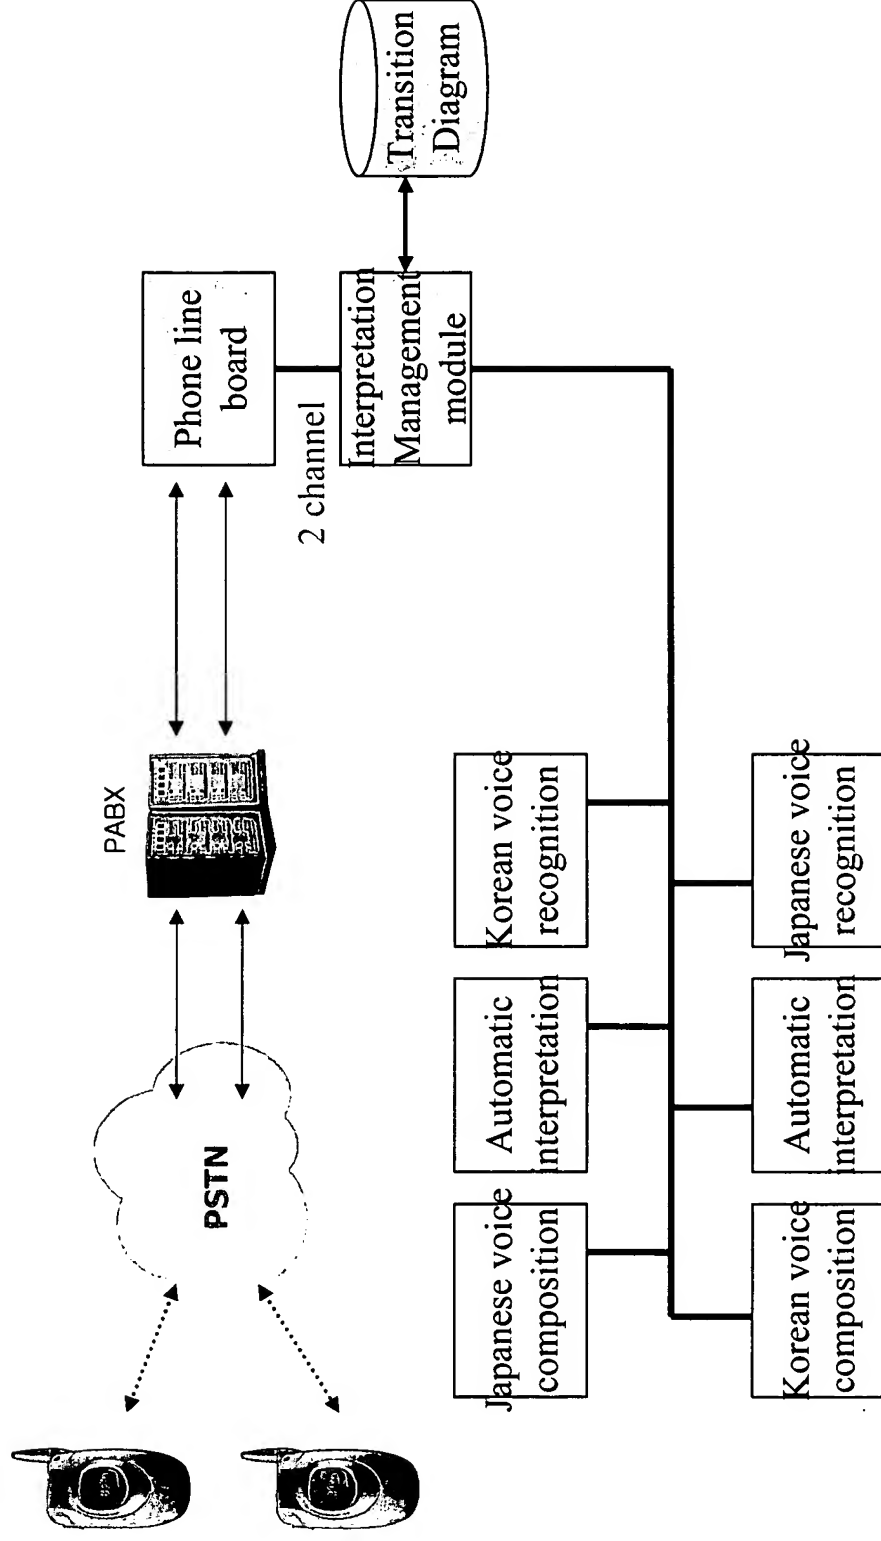 PSTN
PABX
Phone line
board
2 channel
Interpretation
Management
module
Transition
Diagram
Japanese voice
composition
Automatic
interpretation
Korean voice
recognition
Korean voice
composition
Automatic
interpretation
Japanese voice
recognition